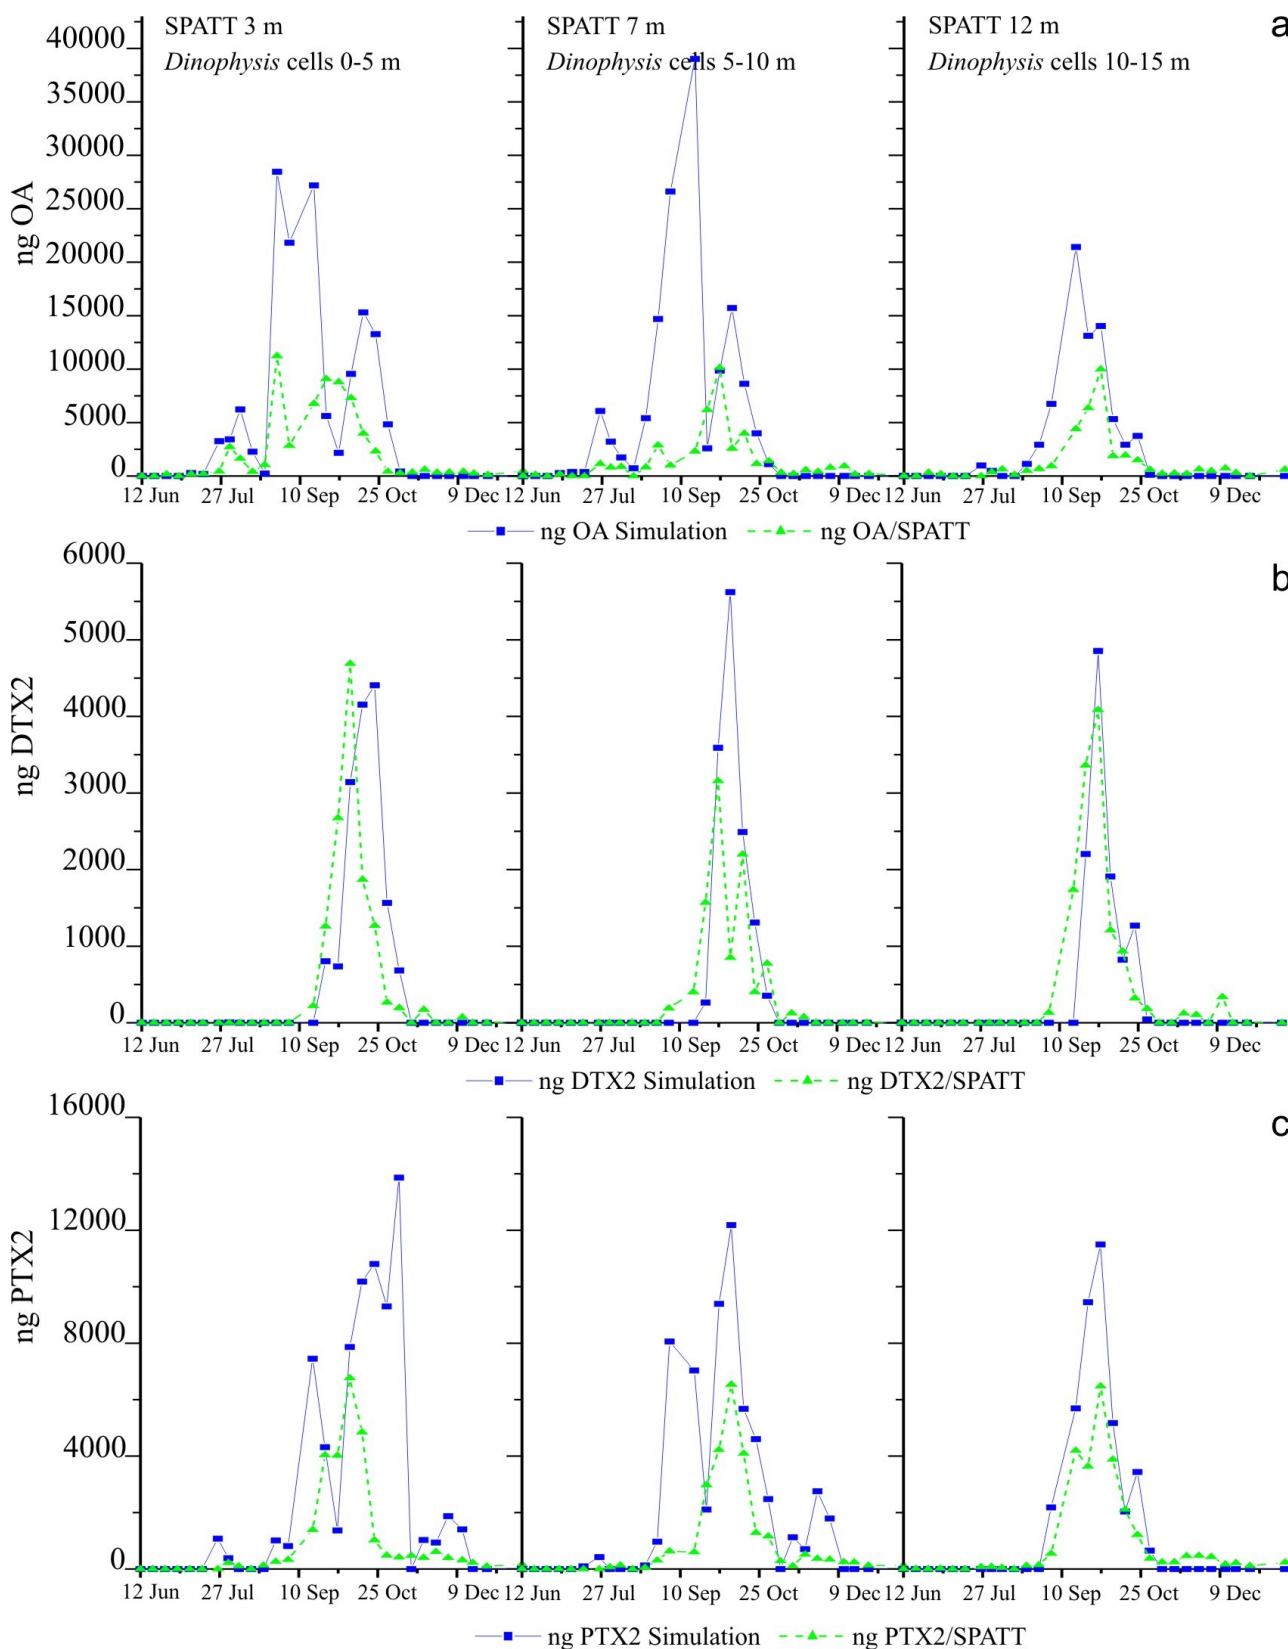 SPATT 3 m
SPATT 7 m
SPATT 12 m
a
Dinophysis cells 0-5 m
Dinophysis cells 5-10 m
Dinophysis cells 10-15 m
ng OA
40000
35000
30000
25000
20000
15000
10000
5000
0
12 Jun 27 Jul 10 Sep 25 Oct 9 Dec 12 Jun 27 Jul 10 Sep 25 Oct 9 Dec 12 Jun 27 Jul 10 Sep 25 Oct 9 Dec
ng OA Simulation ng OA/SPATT
b
ng DTX2
6000
5000
4000
3000
2000
1000
0
12 Jun 27 Jul 10 Sep 25 Oct 9 Dec 12 Jun 27 Jul 10 Sep 25 Oct 9 Dec 12 Jun 27 Jul 10 Sep 25 Oct 9 Dec
ng DTX2 Simulation ng DTX2/SPATT
c
ng PTX2
16000
12000
8000
4000
0
12 Jun 27 Jul 10 Sep 25 Oct 9 Dec 12 Jun 27 Jul 10 Sep 25 Oct 9 Dec 12 Jun 27 Jul 10 Sep 25 Oct 9 Dec
ng PTX2 Simulation ng PTX2/SPATT